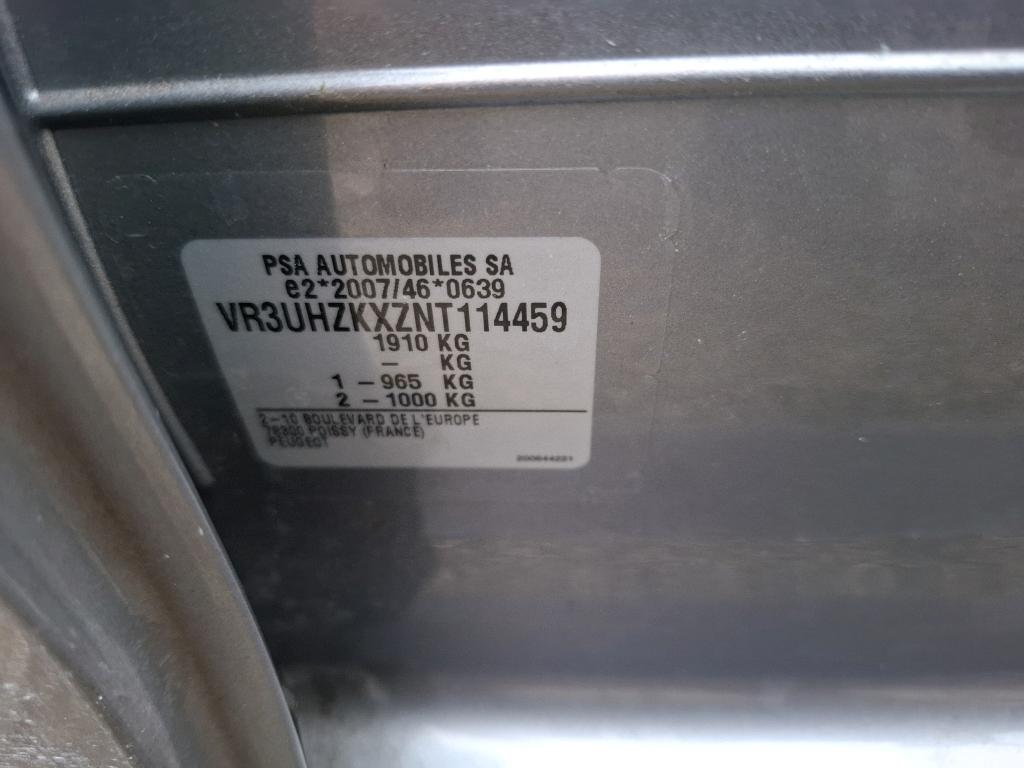 PSA AUTOMOBILES SA
e2*2007/46*0639
VR3UHZKXZNT114459
1910 KG
– KG
1 – 965 KG
2 – 1000 KG
2–10 BOULEVARD DE L'EUROPE
78300 POISSY (FRANCE)
PEUGEOT
200644221